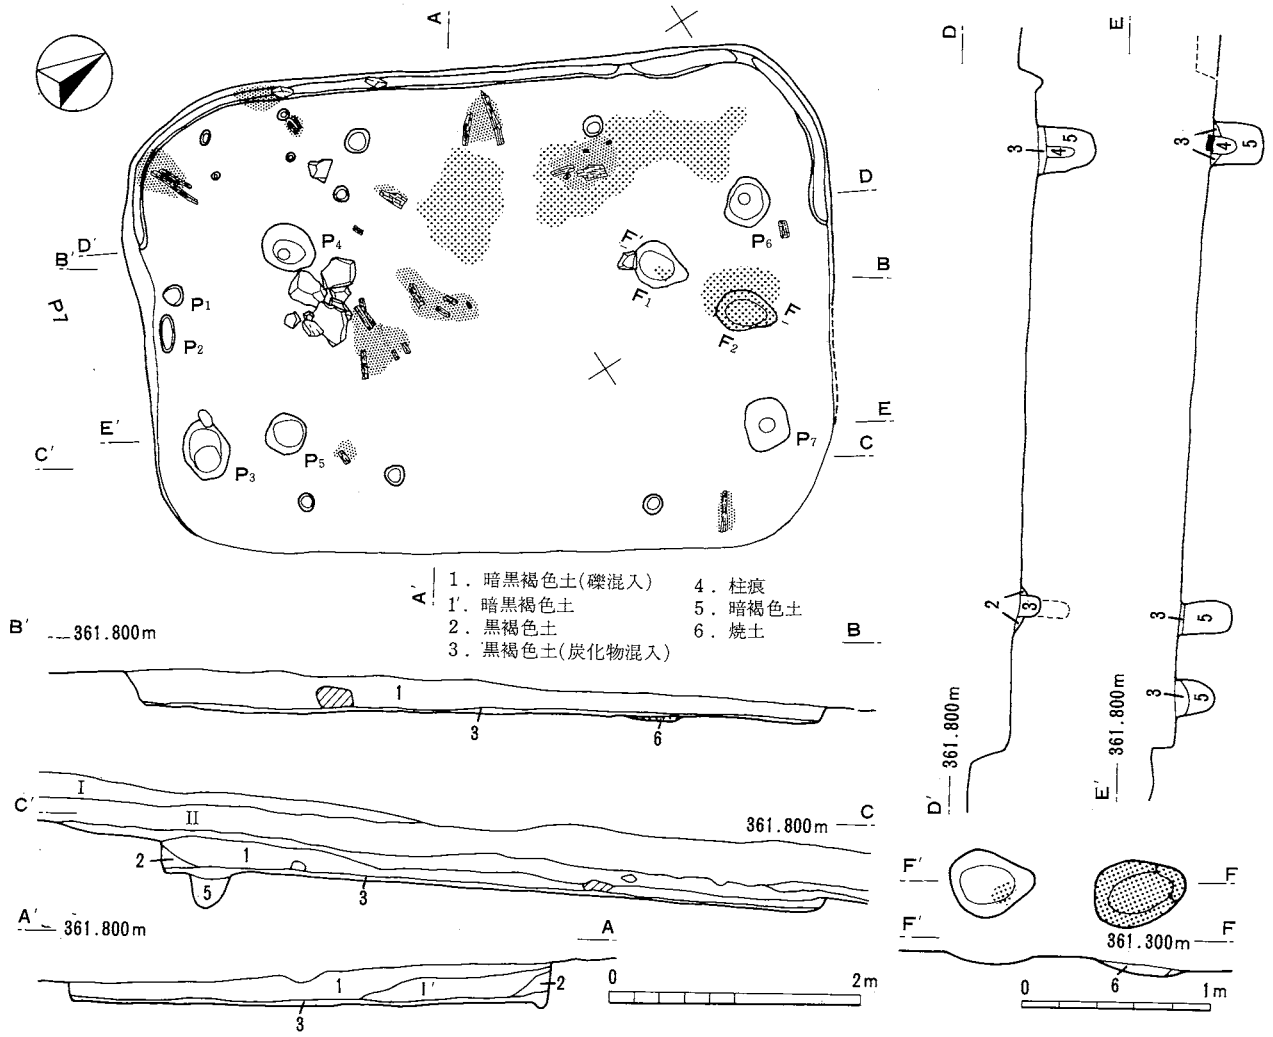 A
D
E
D'
B'
P1
P4
P6
D
F'
F1
B
F
F2
P1
P2
E'
C'
P3
P5
P7
E
C
3
4
5
3
4
5
A'
1. 暗黒褐色土(礫混入)
1'. 暗黒褐色土
2. 黒褐色土
3. 黒褐色土(炭化物混入)
4. 柱痕
5. 暗褐色土
6. 焼土
2
3
3
5
3
5
B'
361.800m
B
1
3
6
D'
361.800m
E'
361.800m
I
C'
II
361.800m
C
2
1
5
3
A'
361.800m
A
1
I'
2
3
0
2m
F'
F
F'
361.300m
F
6
0
1m